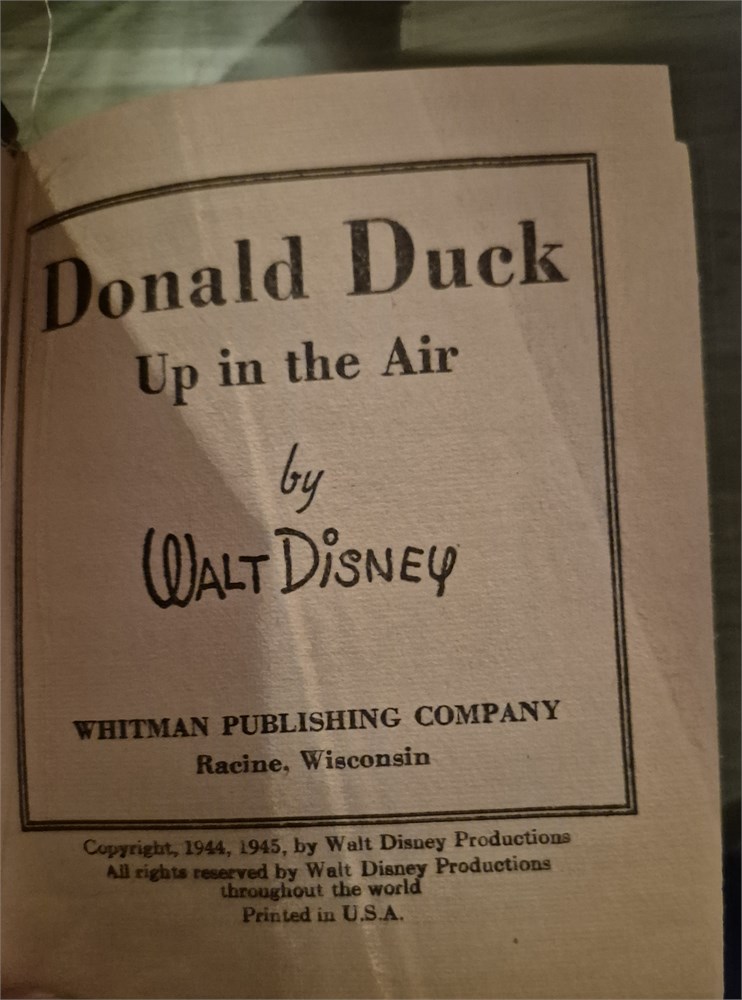 Donald Duck
Up in the Air
by
WALT DISNEY
WHITMAN PUBLISHING COMPANY
Racine, Wisconsin
Copyright, 1944, 1945, by Walt Disney Productions
All rights reserved by Walt Disney Productions
throughout the world
Printed in U.S.A.